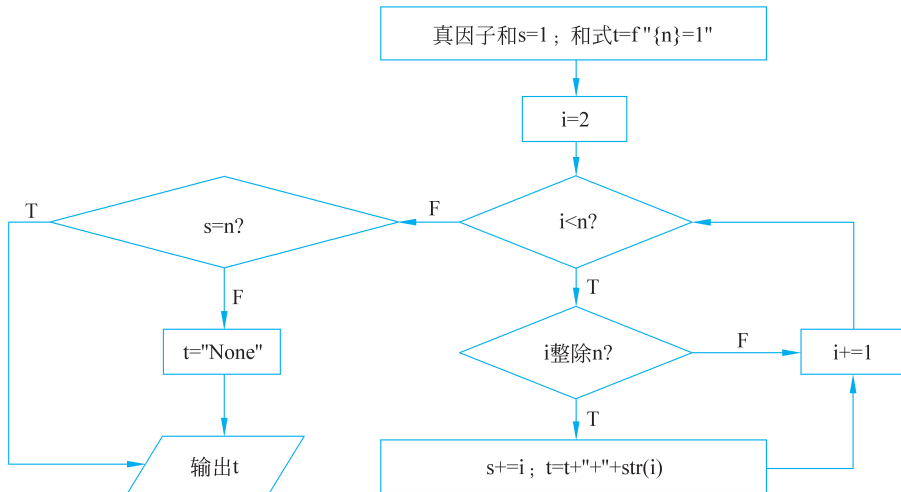 真因子和s=1；和式t=f "{n}=1"
i=2
i<n?
F
T
s=n?
T
F
t="None"
输出t
i整除n?
F
i+=1
T
s+=i；t=t+"+"+str(i)